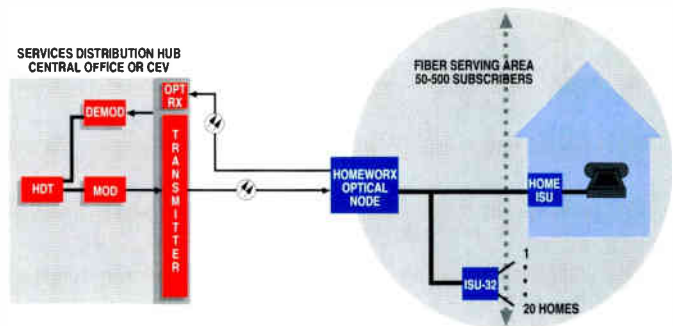 SERVICES DISTRIBUTION HUB
CENTRAL OFFICE OR CEV
OPT
RX
DEMOD
TRANSMITTER
HDT
MOD
FIBER SERVING AREA
50-500 SUBSCRIBERS
HOMEWORX
OPTICAL
NODE
HOME
ISU
ISU-32
1
20 HOMES